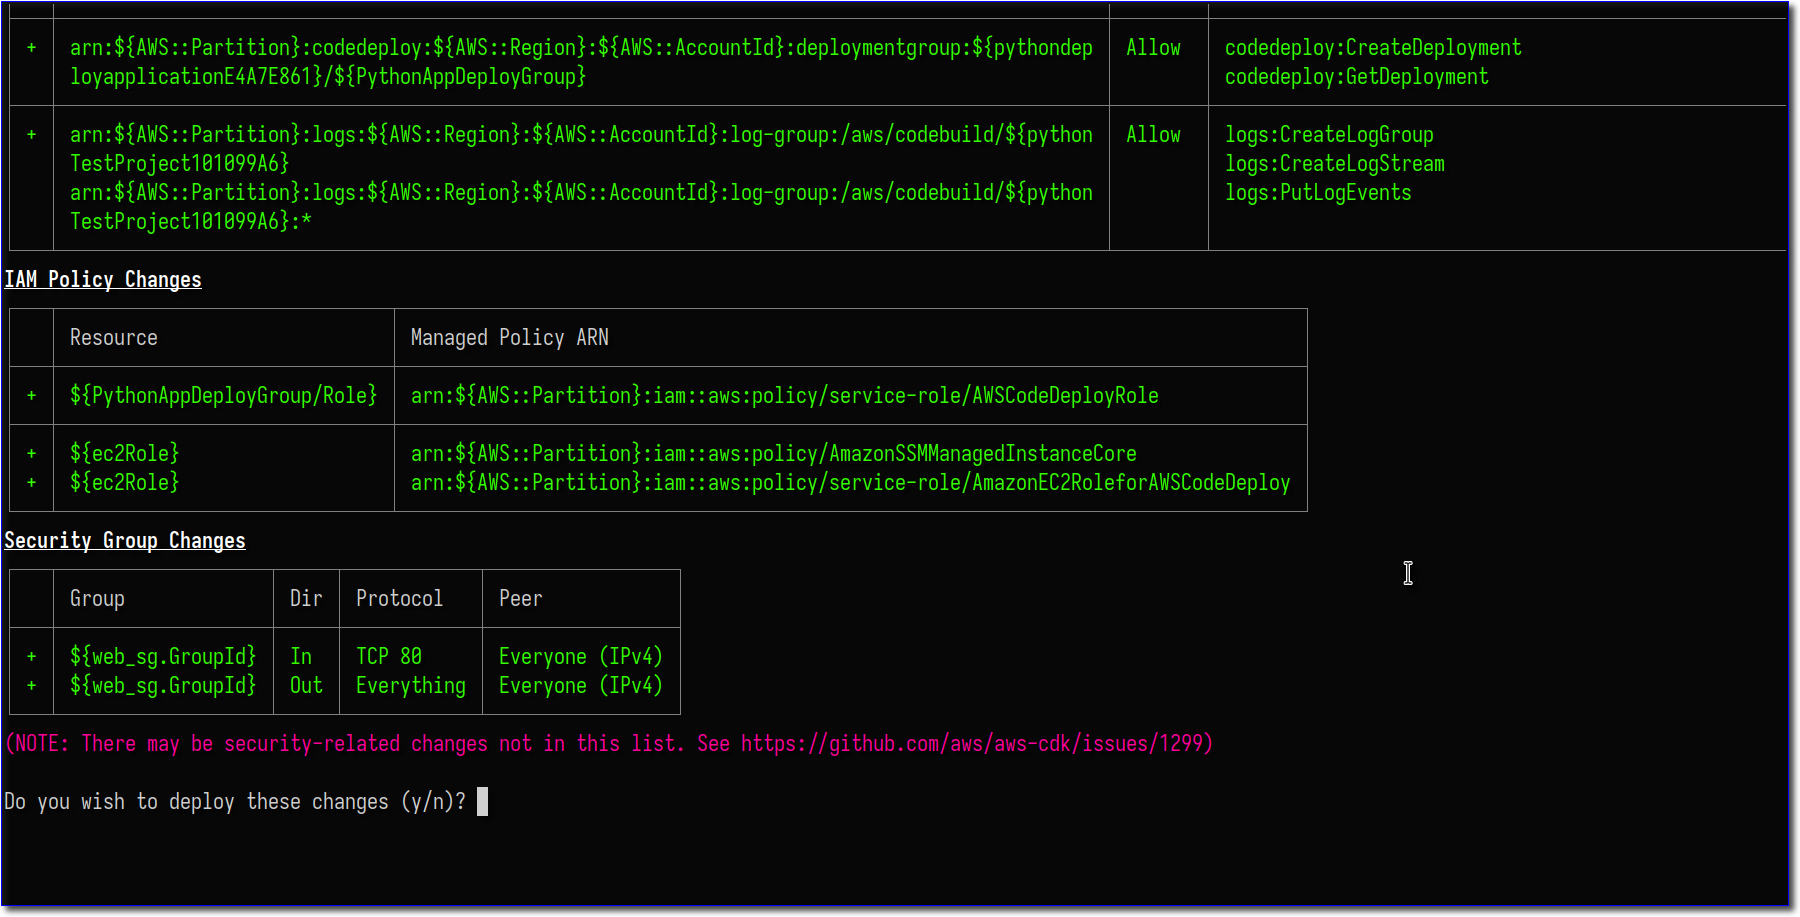 + arn:${AWS::Partition}:codedeploy:${AWS::Region}:${AWS::AccountId}:deploymentgroup:${pythondep Allow codedeploy:CreateDeployment
loyapplicationE4A7E861}/${PythonAppDeployGroup} codedeploy:GetDeployment
+ arn:${AWS::Partition}:logs:${AWS::Region}:${AWS::AccountId}:log-group:/aws/codebuild/${python Allow logs:CreateLogGroup
TestProject101099A6} logs:CreateLogStream
arn:${AWS::Partition}:logs:${AWS::Region}:${AWS::AccountId}:log-group:/aws/codebuild/${python logs:PutLogEvents
TestProject101099A6}:*
IAM Policy Changes
Resource Managed Policy ARN
+ ${PythonAppDeployGroup/Role} arn:${AWS::Partition}:iam::aws:policy/service-role/AWSCodeDeployRole
+ ${ec2Role} arn:${AWS::Partition}:iam::aws:policy/AmazonSSMManagedInstanceCore
+ ${ec2Role} arn:${AWS::Partition}:iam::aws:policy/service-role/AmazonEC2RoleforAWSCodeDeploy
Security Group Changes
Group Dir Protocol Peer
+ ${web_sg.GroupId} In TCP 80 Everyone (IPv4)
+ ${web_sg.GroupId} Out Everything Everyone (IPv4)
(NOTE: There may be security-related changes not in this list. See https://github.com/aws/aws-cdk/issues/1299)
Do you wish to deploy these changes (y/n)?